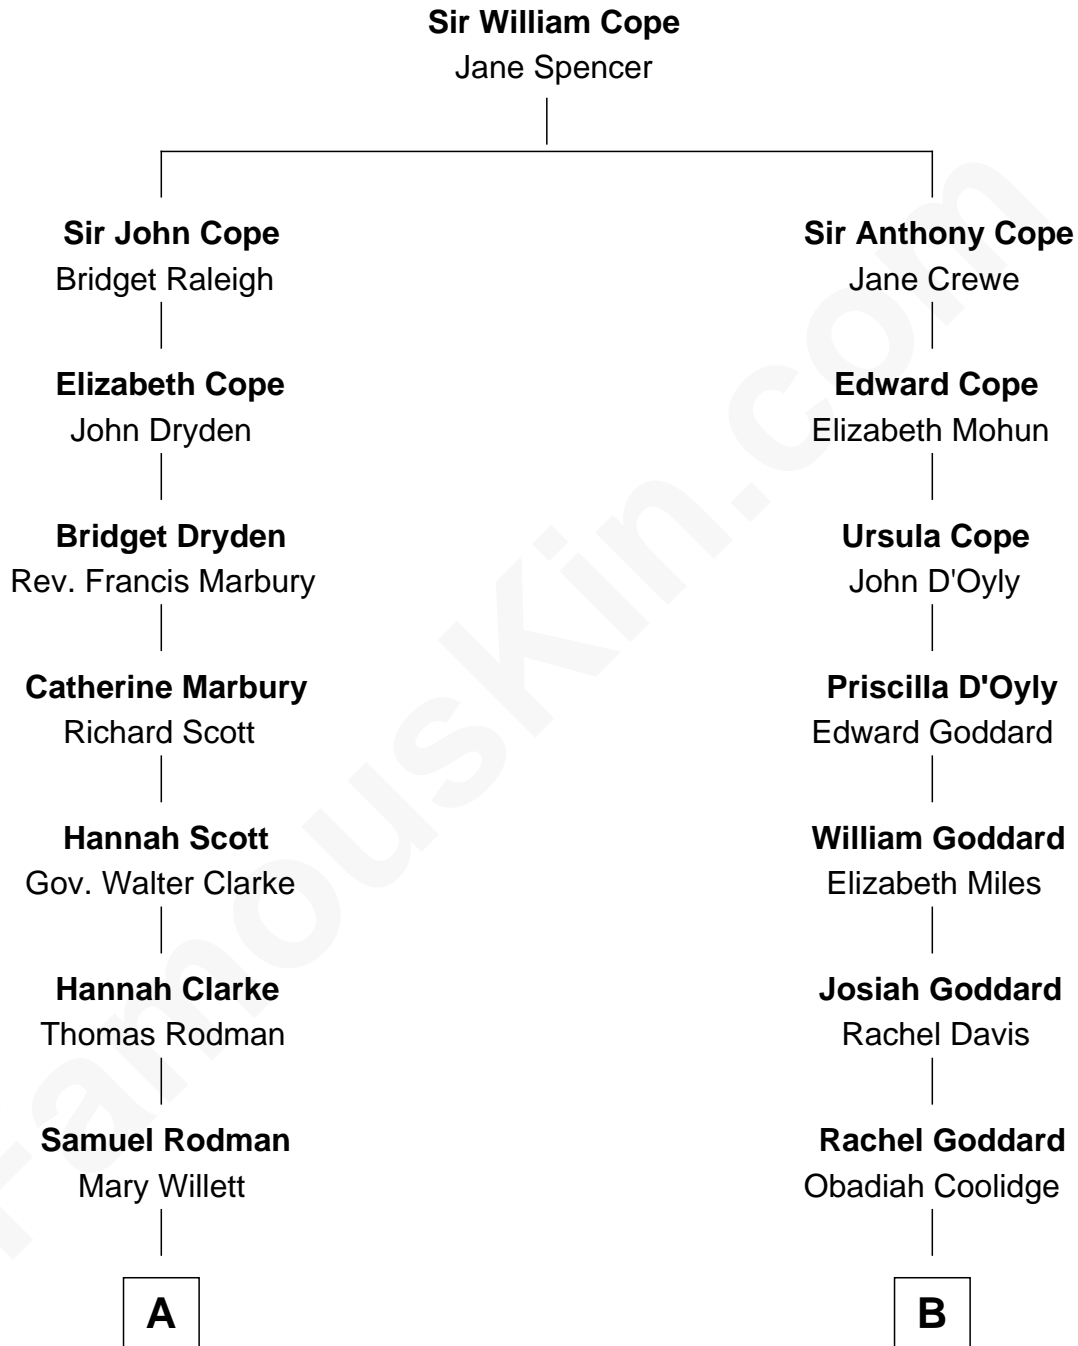 Sir William Cope
Jane Spencer
Sir John Cope
Bridget Raleigh
Sir Anthony Cope
Jane Crewe
Elizabeth Cope
John Dryden
Edward Cope
Elizabeth Mohun
Bridget Dryden
Rev. Francis Marbury
Ursula Cope
John D'Oyly
Catherine Marbury
Richard Scott
Priscilla D'Oyly
Edward Goddard
Hannah Scott
Gov. Walter Clarke
William Goddard
Elizabeth Miles
Hannah Clarke
Thomas Rodman
Josiah Goddard
Rachel Davis
Samuel Rodman
Mary Willett
Rachel Goddard
Obadiah Coolidge
A
B
FamousKin.com